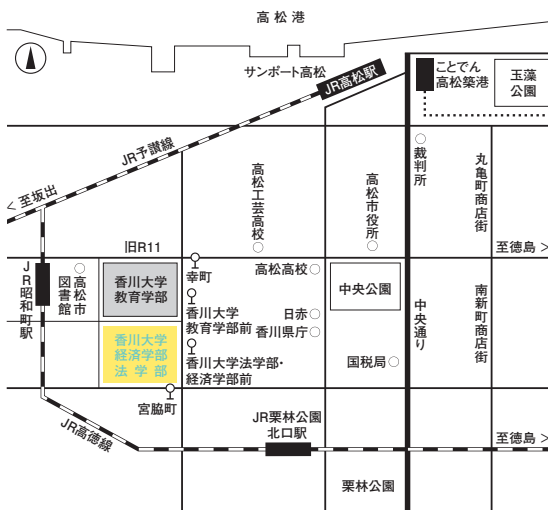 高松港
サンポート高松
JR高松駅
ことでん
高松築港
玉藻
公園
JR予讃線
< 至坂出
高松工芸高校
高松市役所
裁判所
丸亀町商店街
旧R11
至徳島 >
JR昭和町駅
高松市
図書館
香川大学
教育学部
幸町
高松高校
中央公園
香川大学
教育学部前
日赤
香川県庁
中央通り
南新町商店街
香川大学
経済学部
法学部
香川大学法学部・
経済学部前
国税局
宮脇町
JR高徳線
JR栗林公園
北口駅
至徳島 >
栗林公園